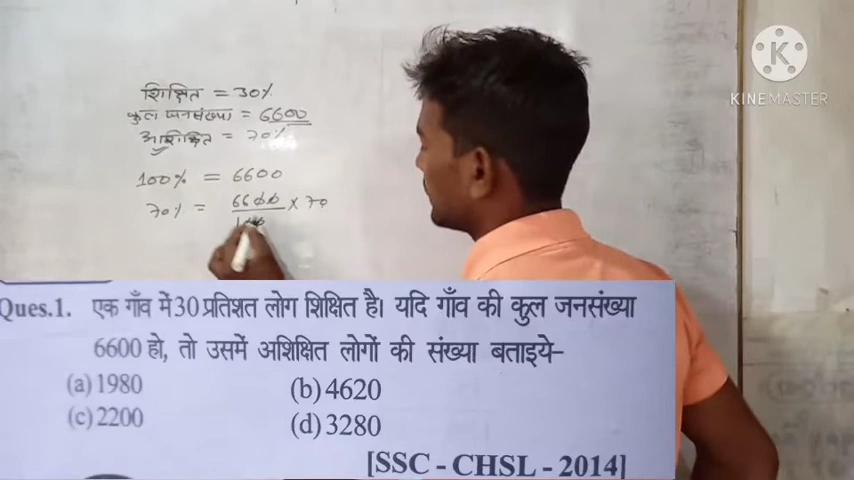 शिक्षित = 30%
कुल जनसंख्या = 6600
अशिक्षित = 70%
100% = 6600
70% = 6600/100 × 70
KINEMASTER
Ques.1. एक गाँव में 30 प्रतिशत लोग शिक्षित है। यदि गाँव की कुल जनसंख्या
6600 हो, तो उसमें अशिक्षित लोगों की संख्या बताइये–
(a) 1980 (b) 4620
(c) 2200 (d) 3280
[SSC - CHSL - 2014]